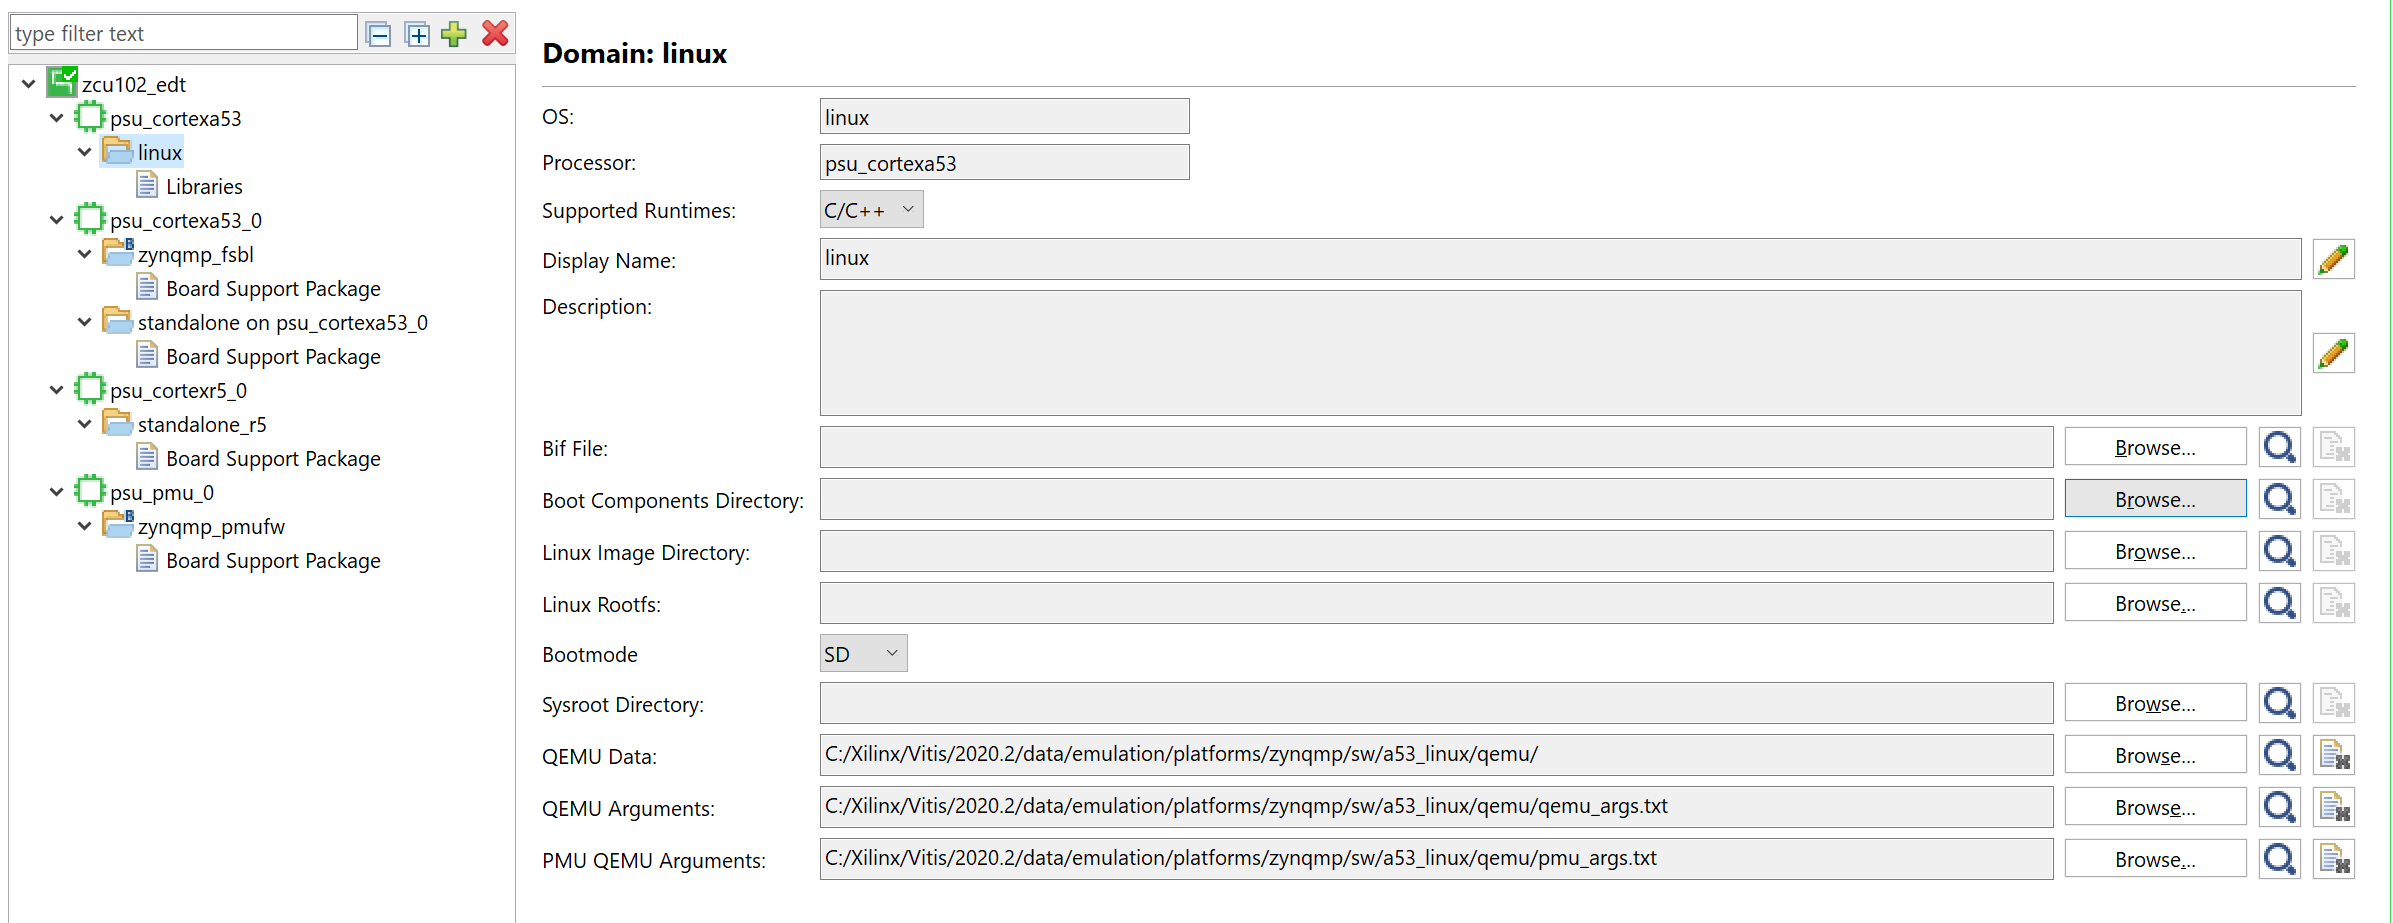 type filter text
zcu102_edt
psu_cortexa53
linux
Libraries
psu_cortexa53_0
zynqmp_fsbl
Board Support Package
standalone on psu_cortexa53_0
Board Support Package
psu_cortexr5_0
standalone_r5
Board Support Package
psu_pmu_0
zynqmp_pmufw
Board Support Package
Domain: linux
OS: linux
Processor: psu_cortexa53
Supported Runtimes: C/C++
Display Name: linux
Description:
Bif File: Browse...
Boot Components Directory: Browse...
Linux Image Directory: Browse...
Linux Rootfs: Browse...
Bootmode SD
Sysroot Directory: Browse...
QEMU Data: C:/Xilinx/Vitis/2020.2/data/emulation/platforms/zynqmp/sw/a53_linux/qemu/ Browse...
QEMU Arguments: C:/Xilinx/Vitis/2020.2/data/emulation/platforms/zynqmp/sw/a53_linux/qemu/qemu_args.txt Browse...
PMU QEMU Arguments: C:/Xilinx/Vitis/2020.2/data/emulation/platforms/zynqmp/sw/a53_linux/qemu/pmu_args.txt Browse...